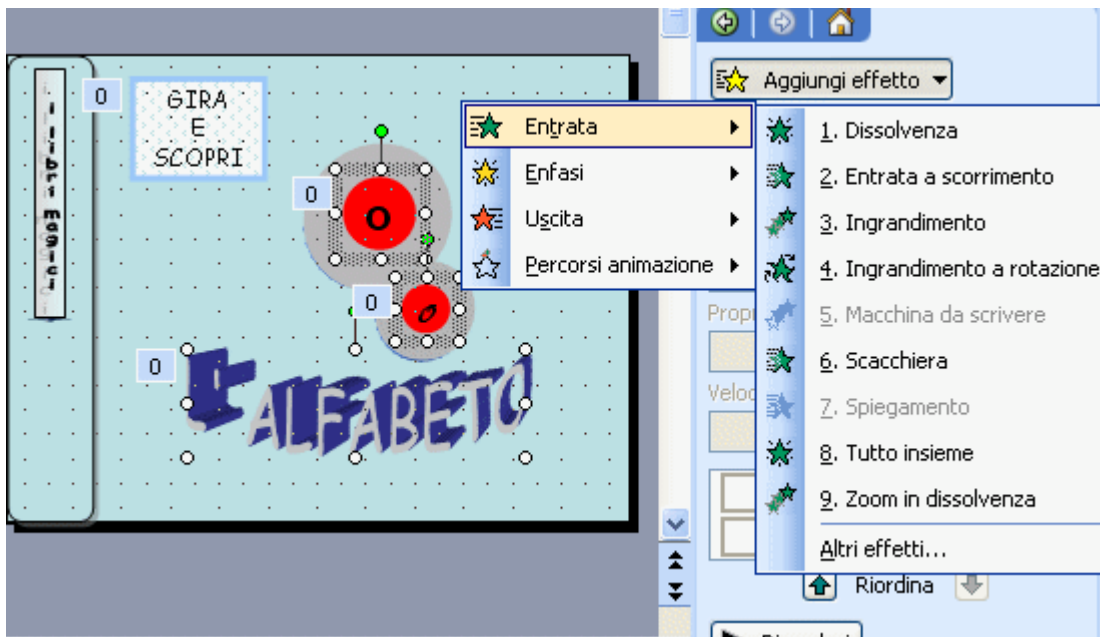 i libri magici
0
GIRA
E
SCOPRI
0
O
0
O
0
L'ALFABETO
Aggiungi effetto
Entrata
Enfasi
Uscita
Percorsi animazione
1. Dissolvenza
2. Entrata a scorrimento
3. Ingrandimento
4. Ingrandimento a rotazione
5. Macchina da scrivere
6. Scacchiera
7. Spiegamento
8. Tutto insieme
9. Zoom in dissolvenza
Altri effetti...
Riordina